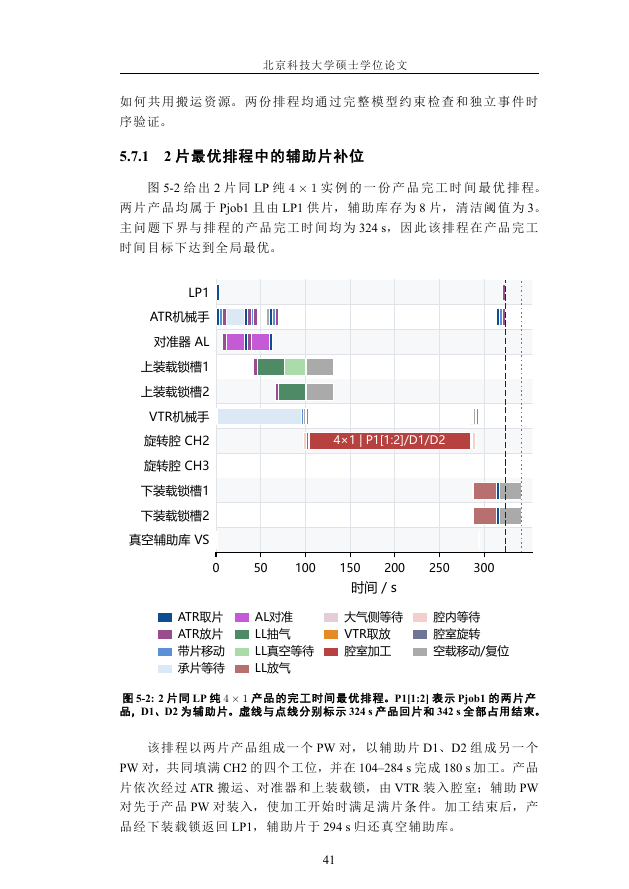 北京科技大学硕士学位论文
如何共用搬运资源。两份排程均通过完整模型约束检查和独立事件时
序验证。
5.7.1 2 片最优排程中的辅助片补位
图 5-2 给出 2 片同 LP 纯 4 × 1 实例的一份产品完工时间最优排程。
两片产品均属于 Pjob1 且由 LP1 供片，辅助库存为 8 片，清洁阈值为 3。
主问题下界与排程的产品完工时间均为 324 s，因此该排程在产品完工
时间目标下达到全局最优。
LP1
ATR机械手
对准器 AL
上装载锁槽1
上装载锁槽2
VTR机械手
旋转腔 CH2
4×1 | P1[1:2]/D1/D2
旋转腔 CH3
下装载锁槽1
下装载锁槽2
真空辅助库 VS
0 50 100 150 200 250 300
时间 / s
ATR取片 AL对准 大气侧等待 腔内等待
ATR放片 LL抽气 VTR取放 腔室旋转
带片移动 LL真空等待 腔室加工 空载移动/复位
承片等待 LL放气
图 5-2: 2 片同 LP 纯 4 × 1 产品的完工时间最优排程。P1[1:2] 表示 Pjob1 的两片产
品，D1、D2 为辅助片。虚线与点线分别标示 324 s 产品回片和 342 s 全部占用结束。
该排程以两片产品组成一个 PW 对，以辅助片 D1、D2 组成另一个
PW 对，共同填满 CH2 的四个工位，并在 104–284 s 完成 180 s 加工。产品
片依次经过 ATR 搬运、对准器和上装载锁，由 VTR 装入腔室；辅助 PW
对先于产品 PW 对装入，使加工开始时满足满片条件。加工结束后，产
品经下装载锁返回 LP1，辅助片于 294 s 归还真空辅助库。
41